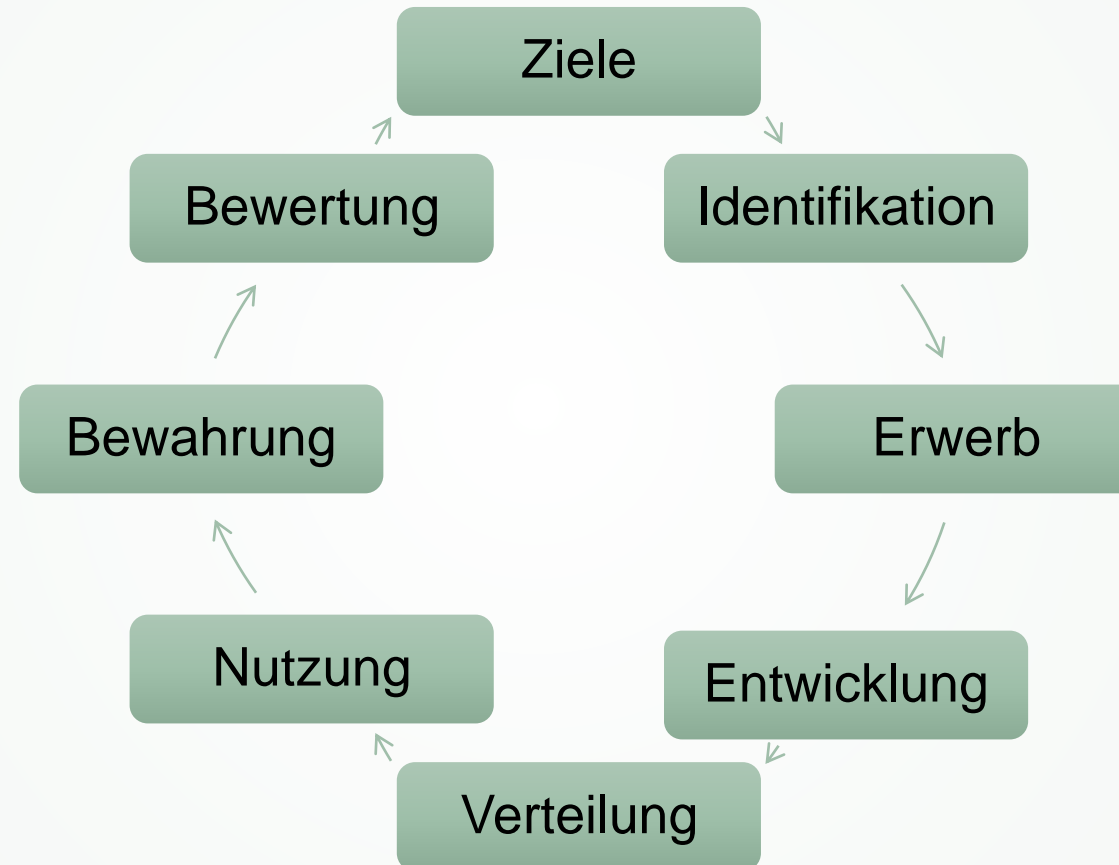 Ziele
Identifikation
Erwerb
Entwicklung
Verteilung
Nutzung
Bewahrung
Bewertung